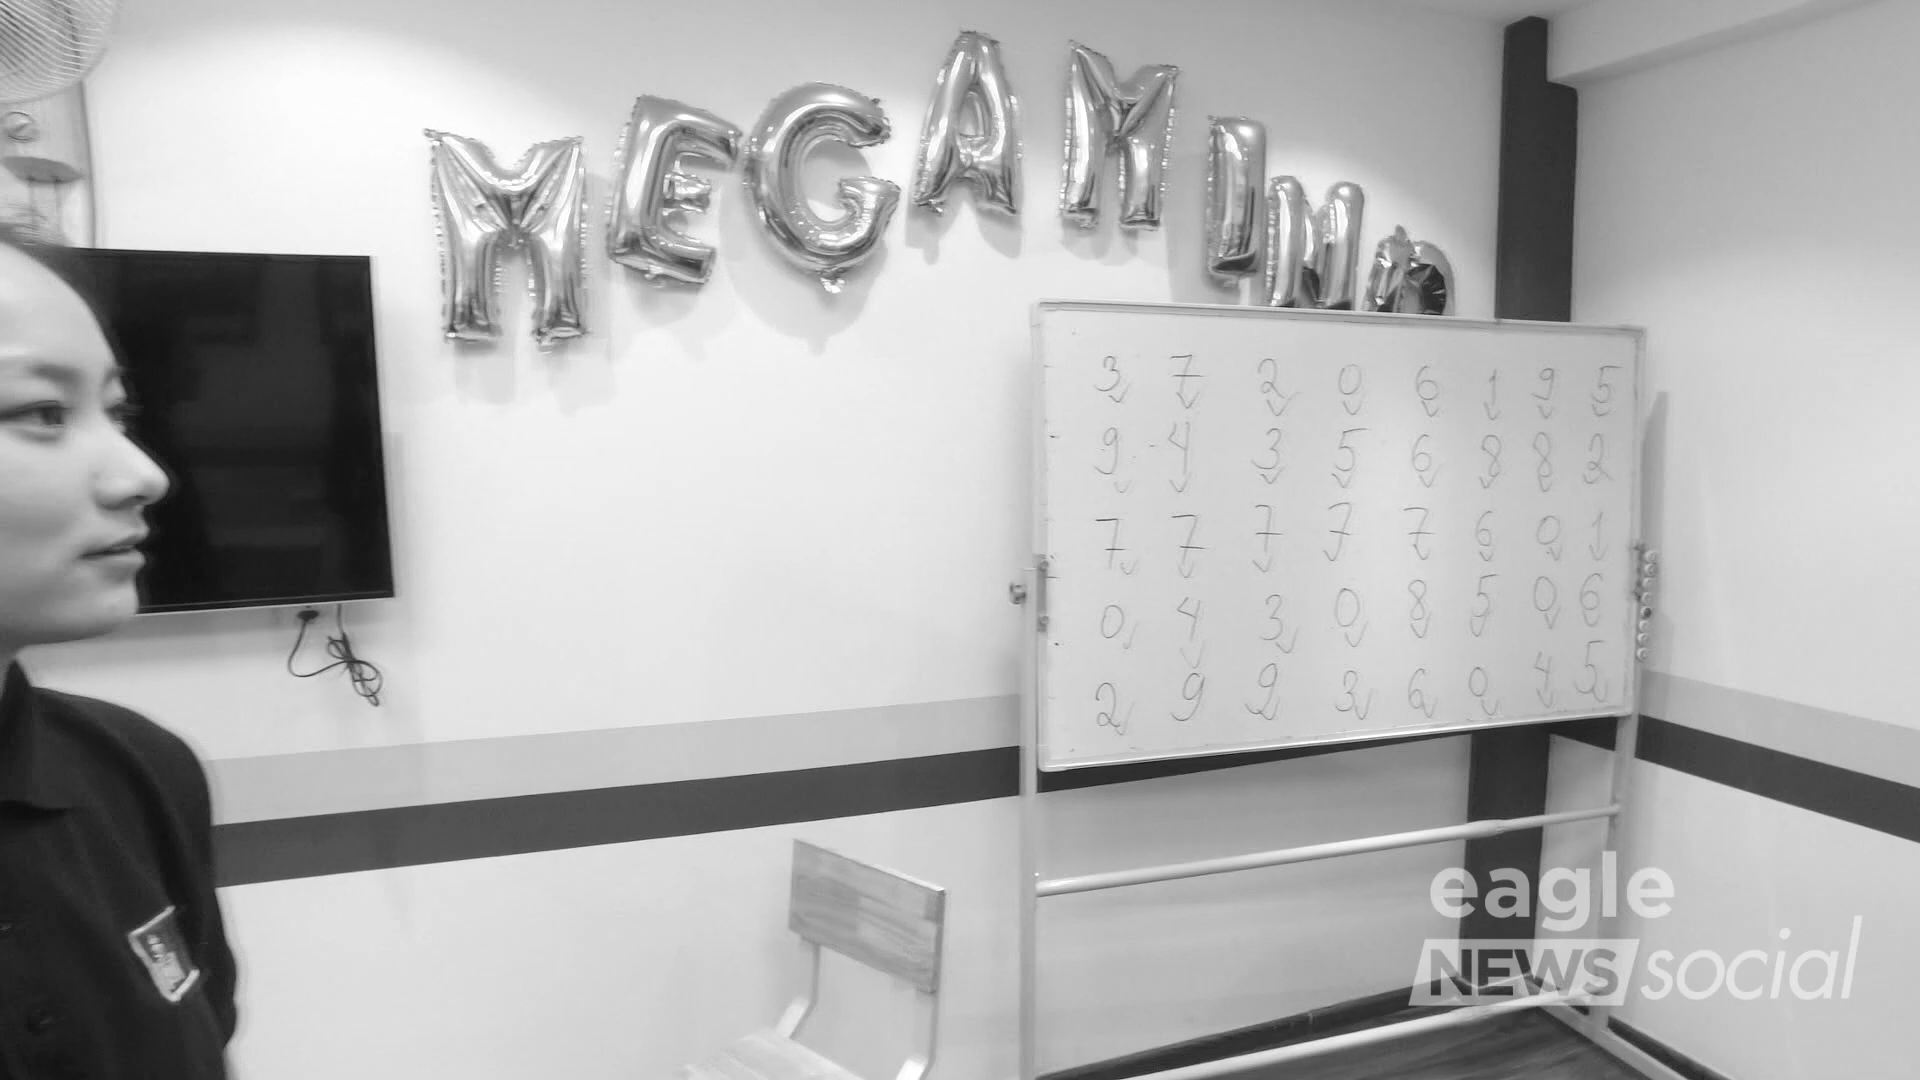 MEGAMIND
3 7 2 0 6 1 9 5
9 4 3 5 6 8 8 2
7 7 7 7 7 6 0 1
0 4 3 0 8 5 0 6
2 9 9 3 6 0 4 5
eagle
NEWS social